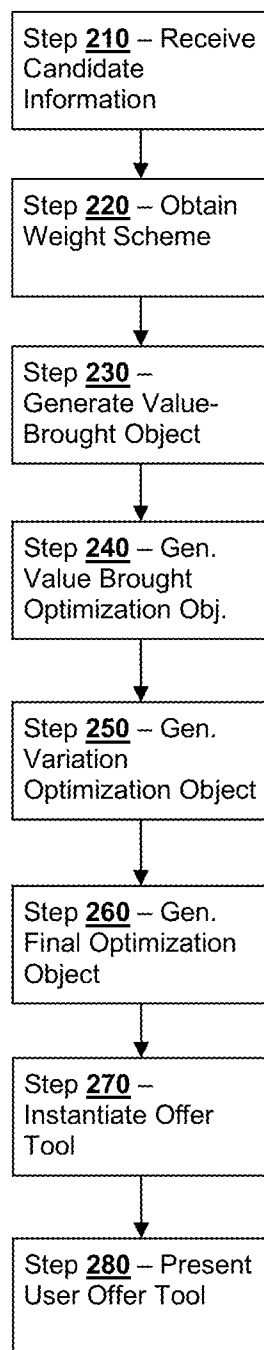 Step 210 – Receive
Candidate
Information
Step 220 – Obtain
Weight Scheme
Step 230 –
Generate Value-
Brought Object
Step 240 – Gen.
Value Brought
Optimization Obj.
Step 250 – Gen.
Variation
Optimization Object
Step 260 – Gen.
Final Optimization
Object
Step 270 –
Instantiate Offer
Tool
Step 280 – Present
User Offer Tool